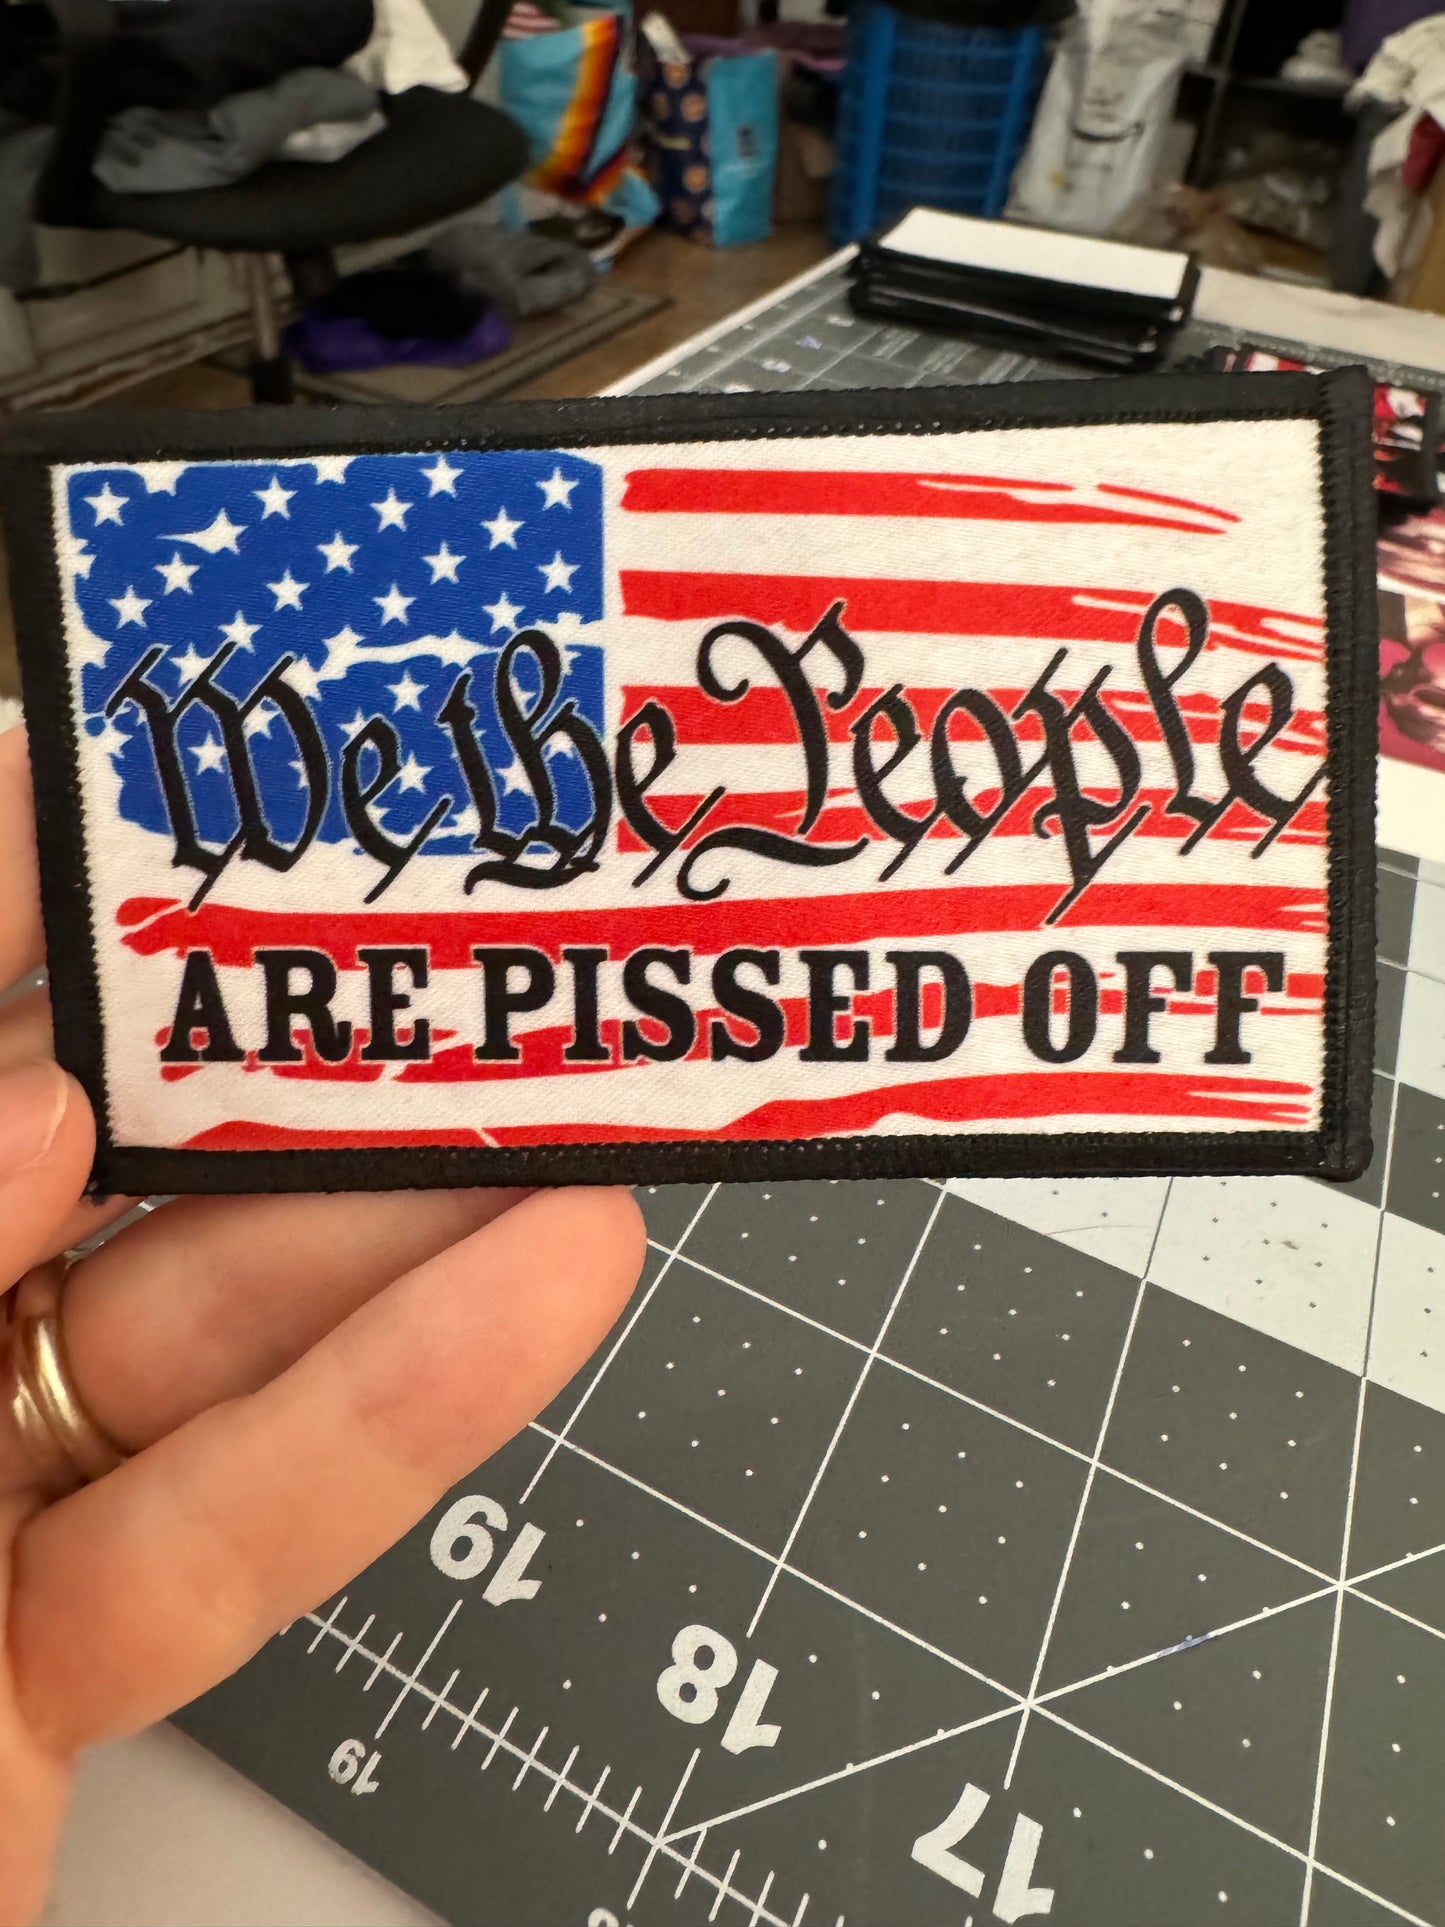 We the People
ARE PISSED OFF
19
18
17
19